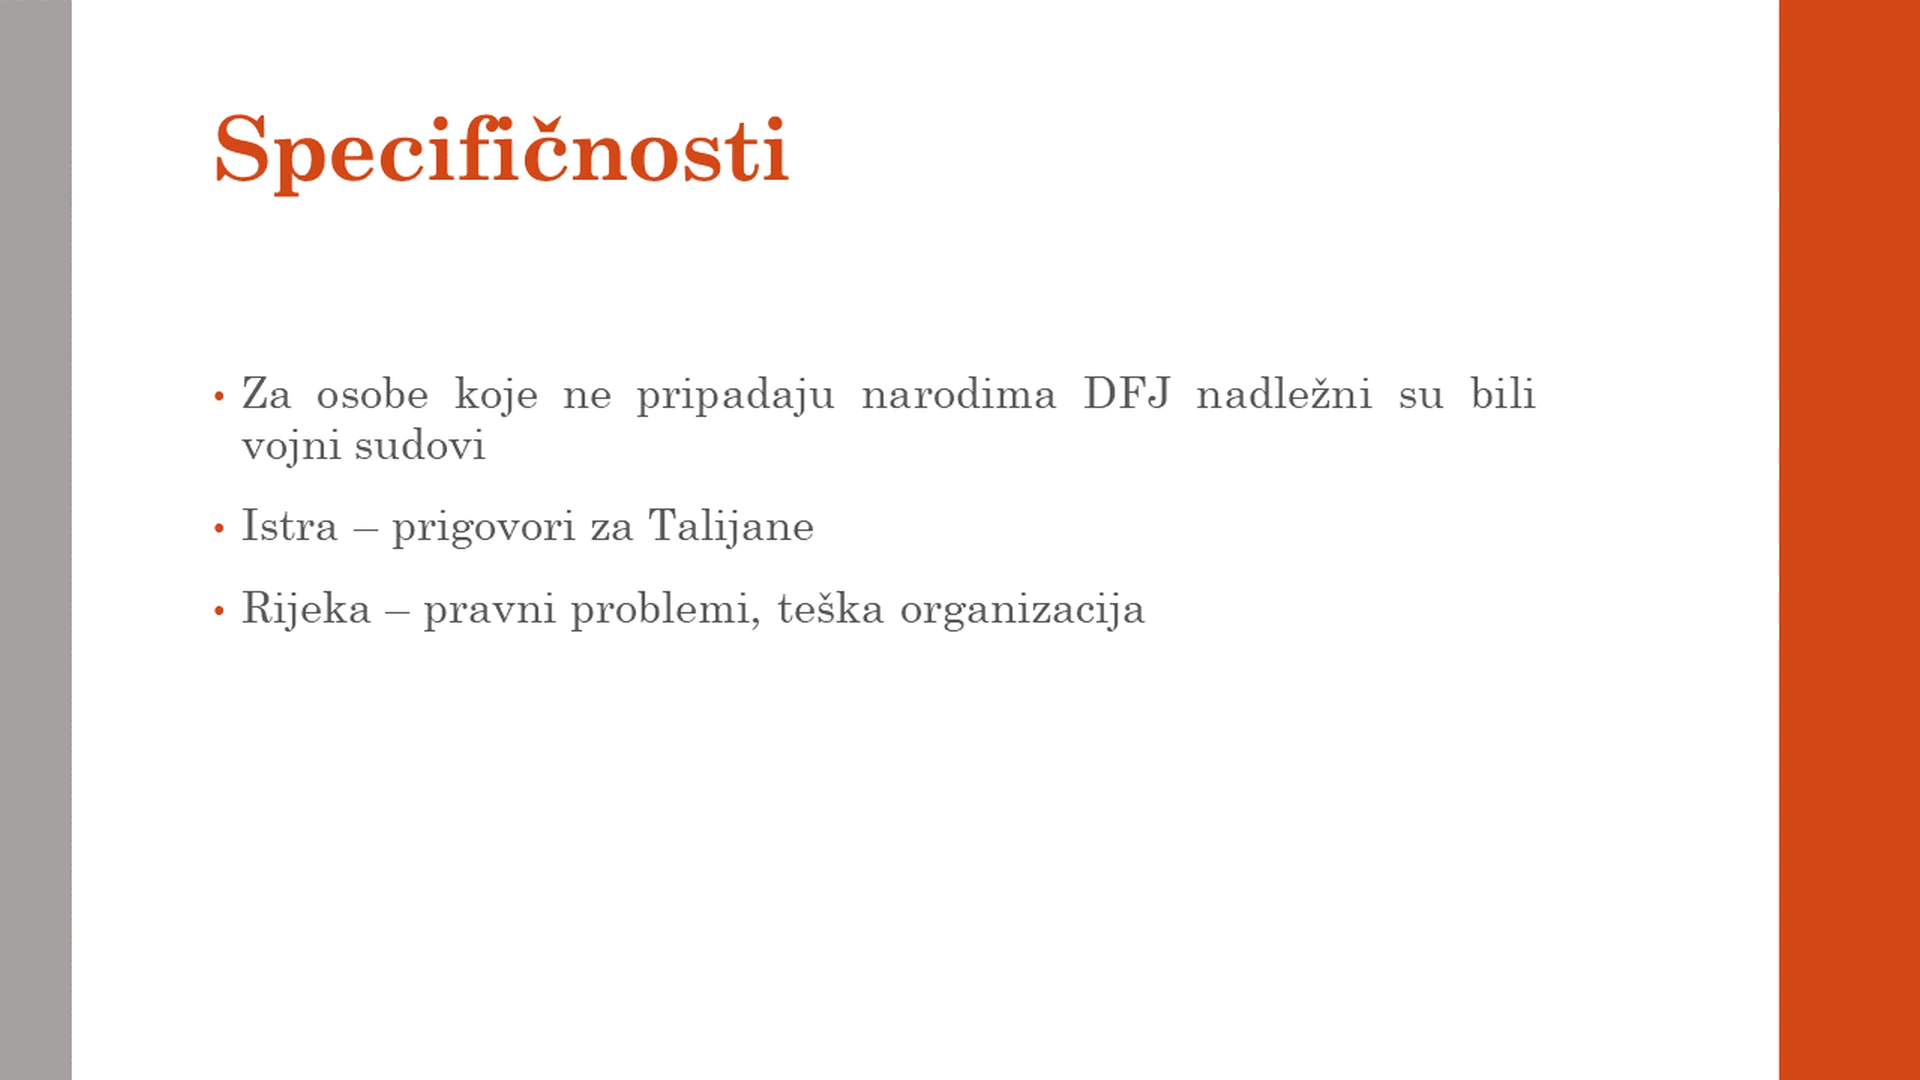 Specifičnosti
• Za osobe koje ne pripadaju narodima DFJ nadležni su bili
vojni sudovi
• Istra – prigovori za Talijane
• Rijeka – pravni problemi, teška organizacija